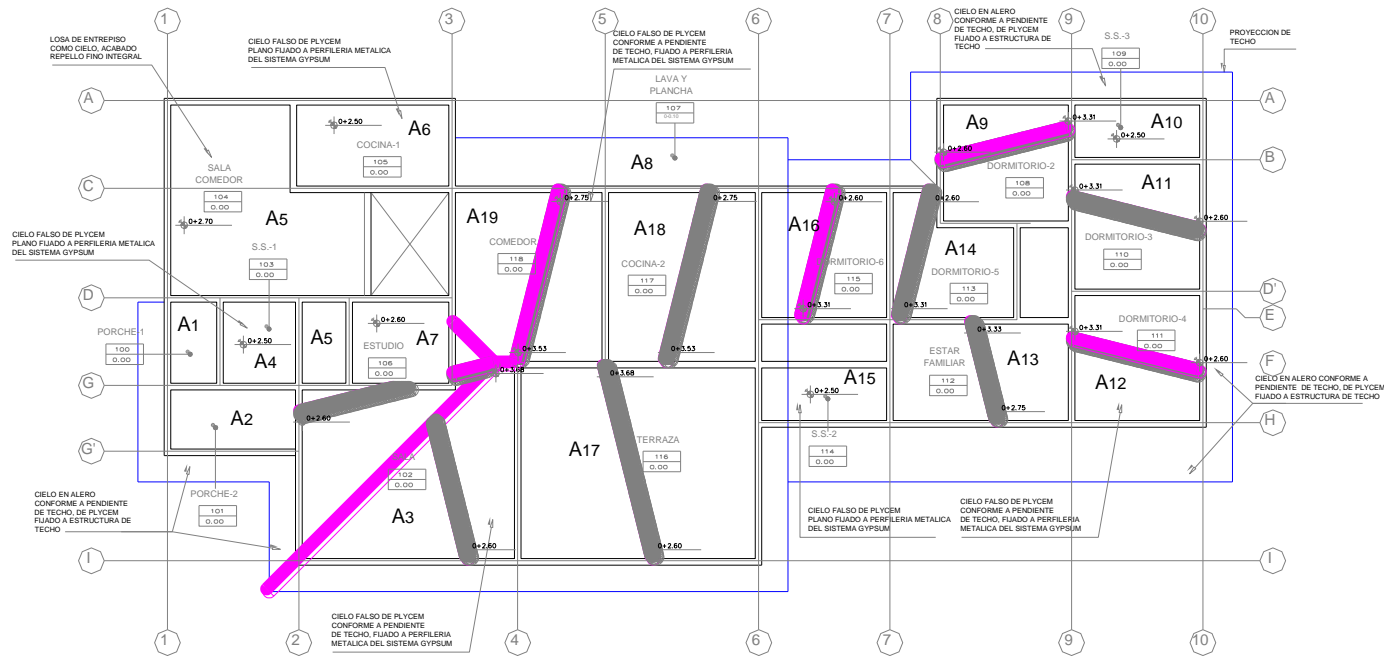 1
3
5
6
7
8
9
10
LOSA DE ENTREPISO
COMO CIELO, ACABADO
REPELLO FINO INTEGRAL
CIELO FALSO DE PLYCEM
PLANO FIJADO A PERFILERIA METALICA
DEL SISTEMA GYPSUM
CIELO FALSO DE PLYCEM
CONFORME A PENDIENTE
DE TECHO, FIJADO A PERFILERIA
METALICA DEL SISTEMA GYPSUM
CIELO EN ALERO
CONFORME A PENDIENTE
DE TECHO, DE PLYCEM
FIJADO A ESTRUCTURA DE
TECHO
S.S.-3
109
0.00
PROYECCION DE
TECHO
LAVA Y
PLANCHA
107
A
A
0+2.50
A6
COCINA-1
105
0.00
A8
A9
0+3.31
A10
0+2.50
0+2.60
B
DORMITORIO-2
108
0.00
SALA
COMEDOR
104
0.00
C
A5
0+2.70
A19
0+2.75
COMEDOR
118
0.00
A18
0+2.75
COCINA-2
117
0.00
A16
0+2.60
DORMITORIO-6
115
0.00
0+3.31
0+2.60
A14
DORMITORIO-5
113
0.00
0+3.31
0+3.31
A11
0+2.60
DORMITORIO-3
110
0.00
CIELO FALSO DE PLYCEM
PLANO FIJADO A PERFILERIA METALICA
DEL SISTEMA GYPSUM
S.S.-1
103
0.00
D
D'
E
PORCHE-1
100
0.00
A1
0+2.50
A4
A5
0+2.60
A7
ESTUDIO
106
0.00
0+3.53
0+3.68
0+3.68
0+3.53
0+3.33
ESTAR
FAMILIAR
112
0.00
A13
0+2.75
0+3.31
DORMITORIO-4
111
0.00
0+2.60
A12
F
G
A2
0+2.60
A15
0+2.50
S.S.-2
114
0.00
H
CIELO EN ALERO CONFORME A
PENDIENTE DE TECHO, DE PLYCEM
FIJADO A ESTRUCTURA DE TECHO
G'
102
0.00
A3
0+2.60
A17
TERRAZA
116
0.00
0+2.60
PORCHE-2
101
0.00
CIELO EN ALERO
CONFORME A PENDIENTE
DE TECHO, DE PLYCEM
FIJADO A ESTRUCTURA DE
TECHO
CIELO FALSO DE PLYCEM
PLANO FIJADO A PERFILERIA METALICA
DEL SISTEMA GYPSUM
CIELO FALSO DE PLYCEM
CONFORME A PENDIENTE
DE TECHO, FIJADO A PERFILERIA
METALICA DEL SISTEMA GYPSUM
I
I
CIELO FALSO DE PLYCEM
CONFORME A PENDIENTE
DE TECHO, FIJADO A PERFILERIA
METALICA DEL SISTEMA GYPSUM
1
2
4
6
7
9
10